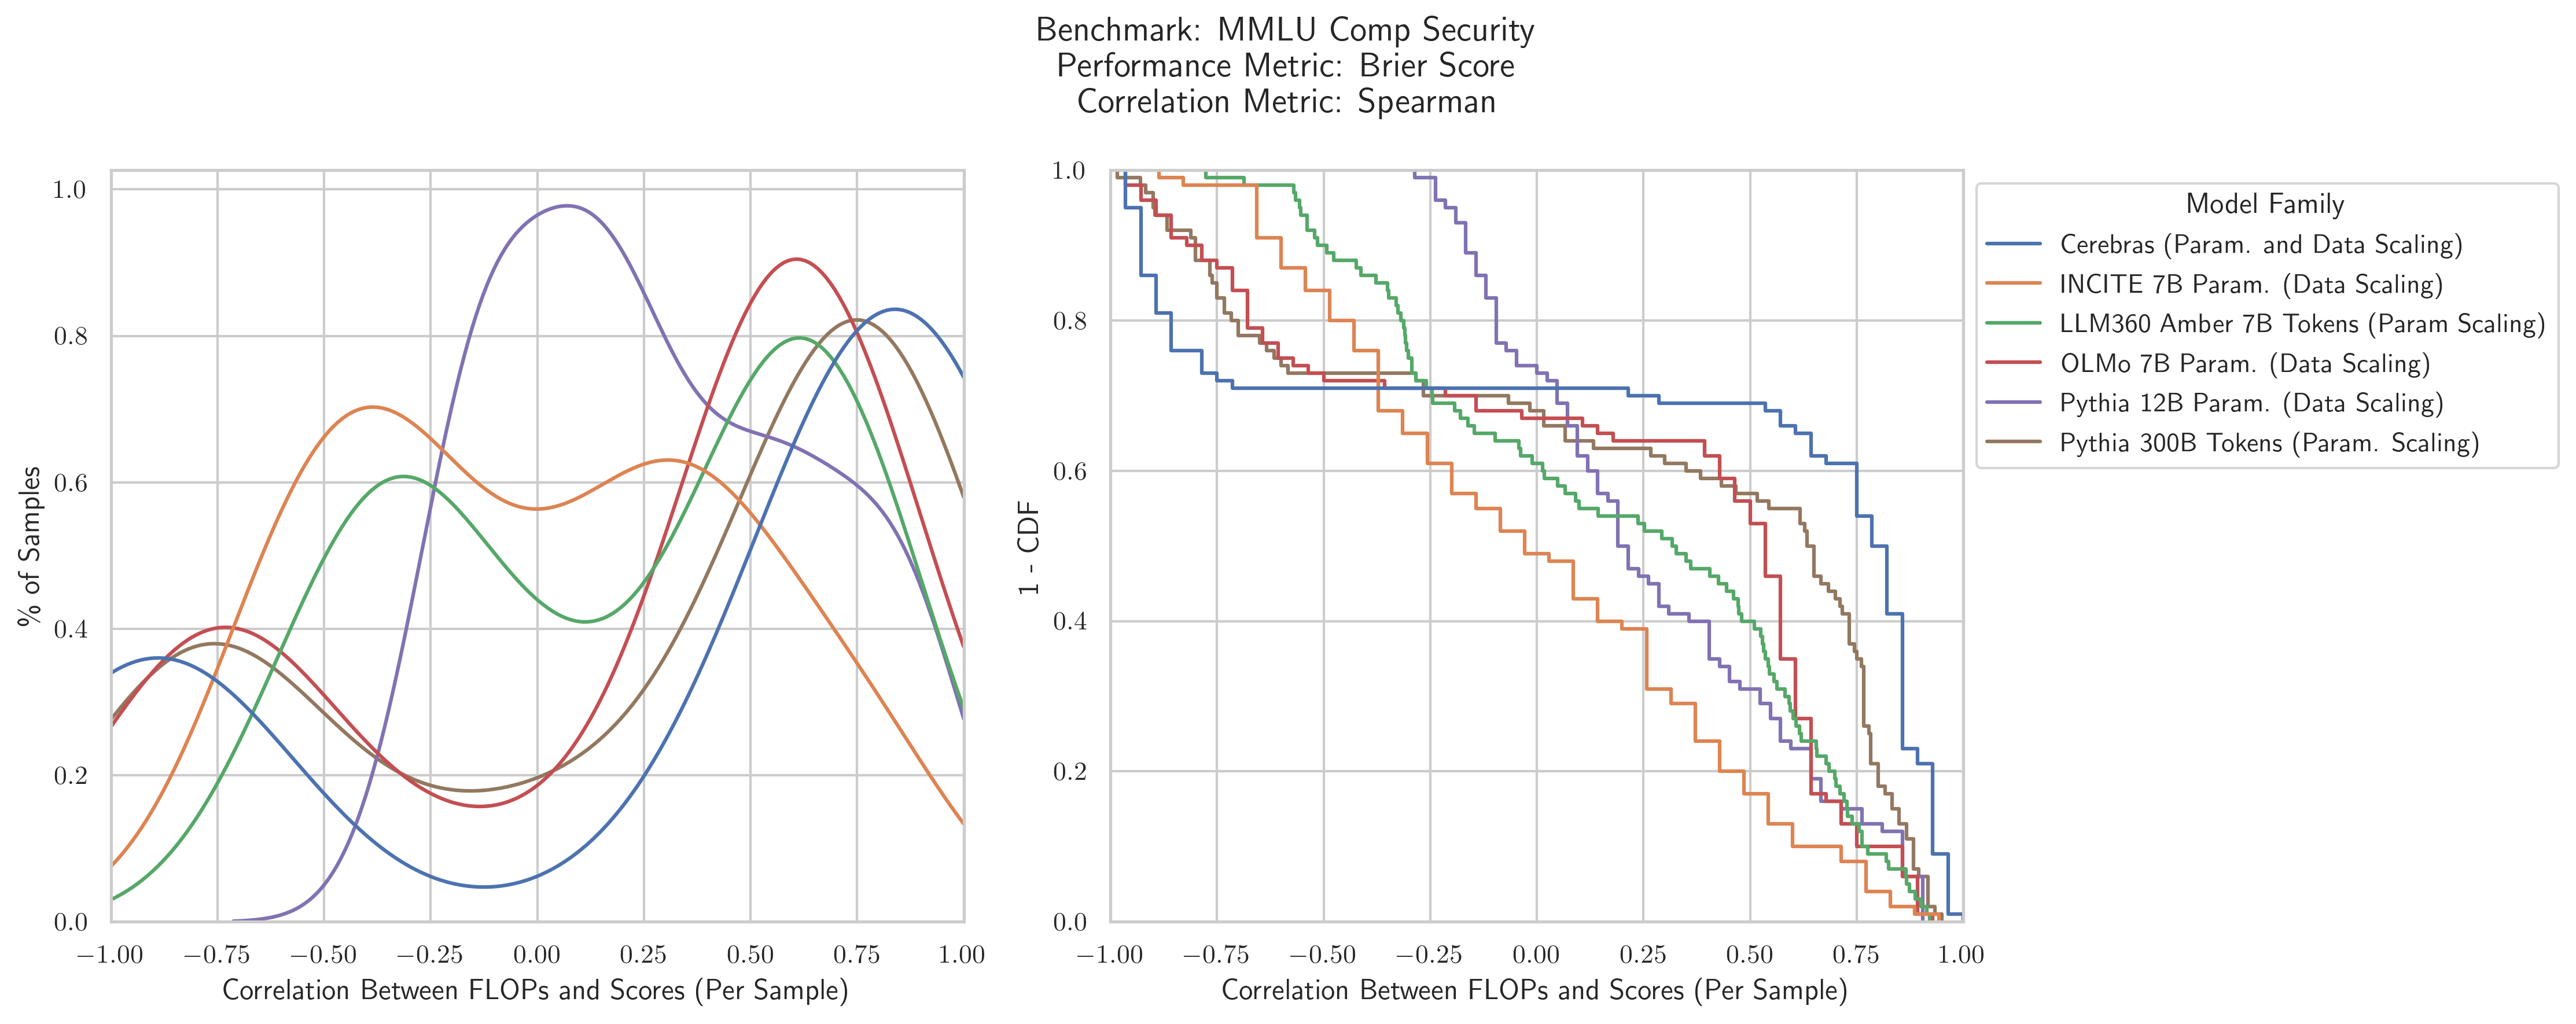 Benchmark: MMLU Comp Security
Performance Metric: Brier Score
Correlation Metric: Spearman
% of Samples
1.0
0.8
0.6
0.4
0.2
0.0
−1.00 −0.75 −0.50 −0.25 0.00 0.25 0.50 0.75 1.00
Correlation Between FLOPs and Scores (Per Sample)
1 - CDF
1.0
0.8
0.6
0.4
0.2
0.0
−1.00 −0.75 −0.50 −0.25 0.00 0.25 0.50 0.75 1.00
Correlation Between FLOPs and Scores (Per Sample)
Model Family
Cerebras (Param. and Data Scaling)
INCITE 7B Param. (Data Scaling)
LLM360 Amber 7B Tokens (Param Scaling)
OLMo 7B Param. (Data Scaling)
Pythia 12B Param. (Data Scaling)
Pythia 300B Tokens (Param. Scaling)